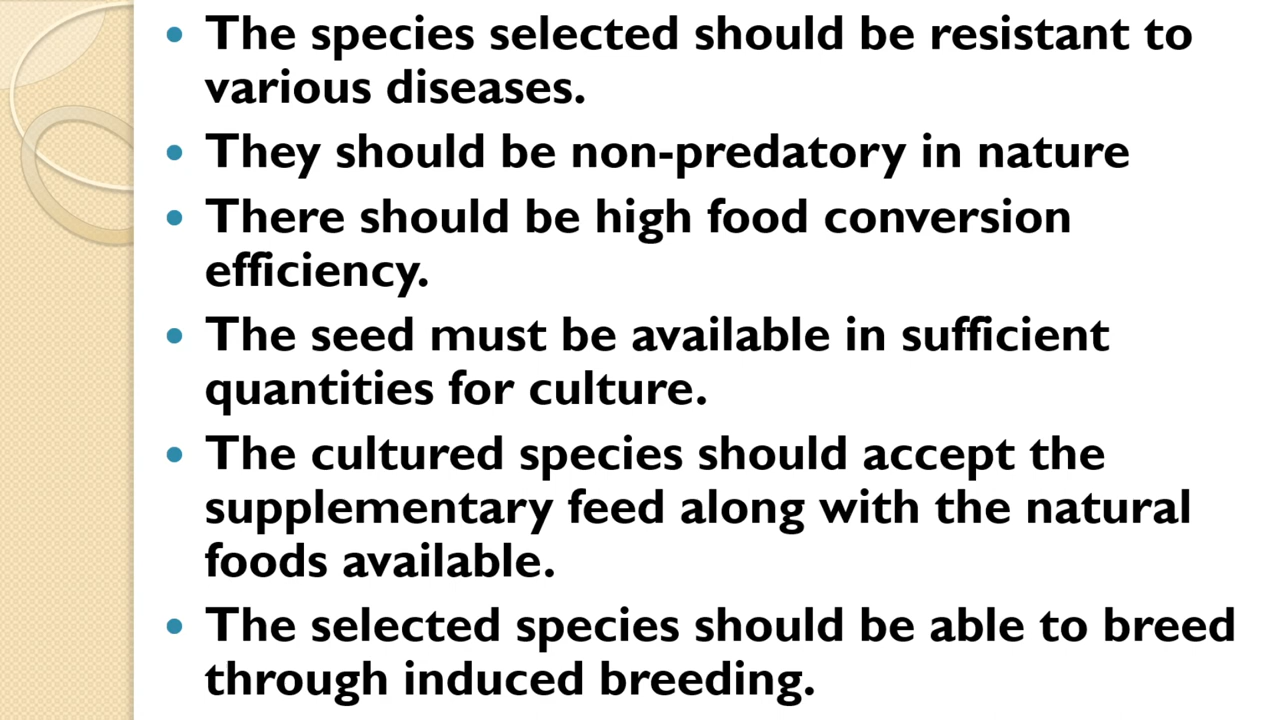 • The species selected should be resistant to
various diseases.
• They should be non-predatory in nature
• There should be high food conversion
efficiency.
• The seed must be available in sufficient
quantities for culture.
• The cultured species should accept the
supplementary feed along with the natural
foods available.
• The selected species should be able to breed
through induced breeding.